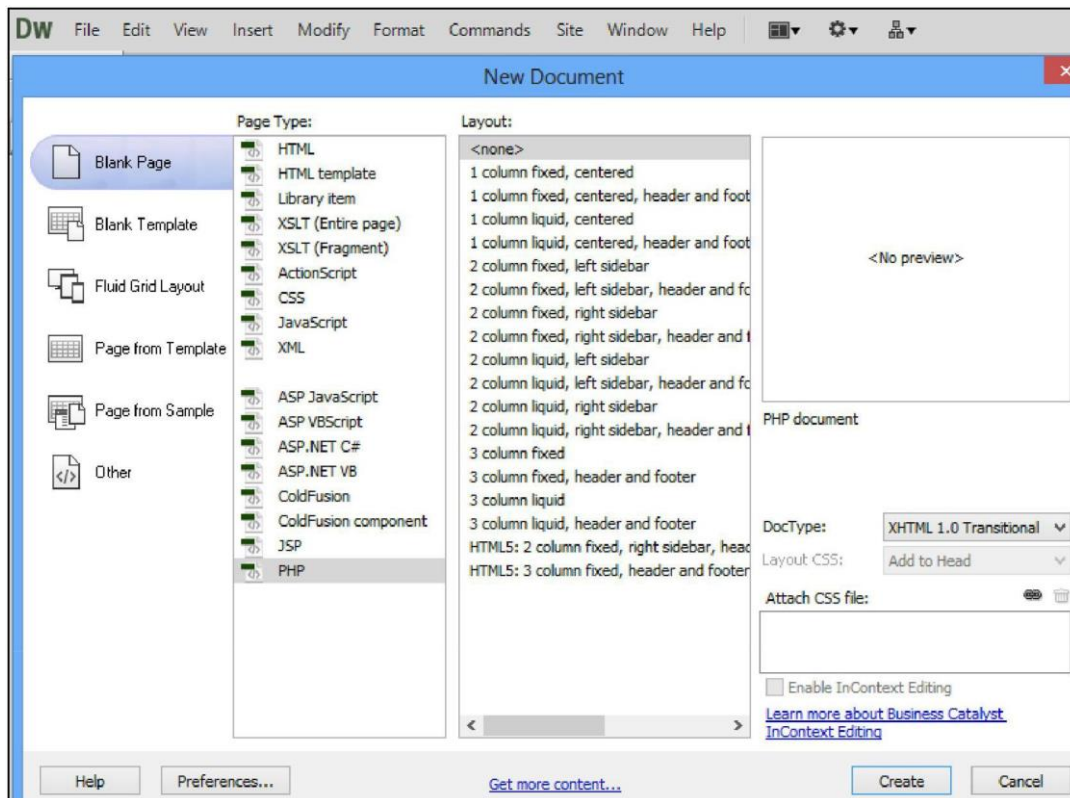 DW File Edit View Insert Modify Format Commands Site Window Help
New Document
Blank Page
Blank Template
Fluid Grid Layout
Page from Template
Page from Sample
Other
Page Type:
HTML
HTML template
Library item
XSLT (Entire page)
XSLT (Fragment)
ActionScript
CSS
JavaScript
XML
ASP JavaScript
ASP VBScript
ASP.NET C#
ASP.NET VB
ColdFusion
ColdFusion component
JSP
PHP
Layout:
<none>
1 column fixed, centered
1 column fixed, centered, header and foot
1 column liquid, centered
1 column liquid, centered, header and foot
2 column fixed, left sidebar
2 column fixed, left sidebar, header and fo
2 column fixed, right sidebar
2 column fixed, right sidebar, header and
2 column liquid, left sidebar
2 column liquid, left sidebar, header and fo
2 column liquid, right sidebar
2 column liquid, right sidebar, header and
3 column fixed
3 column fixed, header and footer
3 column liquid
3 column liquid, header and footer
HTML5: 2 column fixed, right sidebar, head
HTML5: 3 column fixed, header and footer
<No preview>
PHP document
DocType: XHTML 1.0 Transitional
Layout CSS: Add to Head
Attach CSS file:
Enable InContext Editing
Learn more about Business Catalyst
InContext Editing
Help Preferences... Get more content... Create Cancel